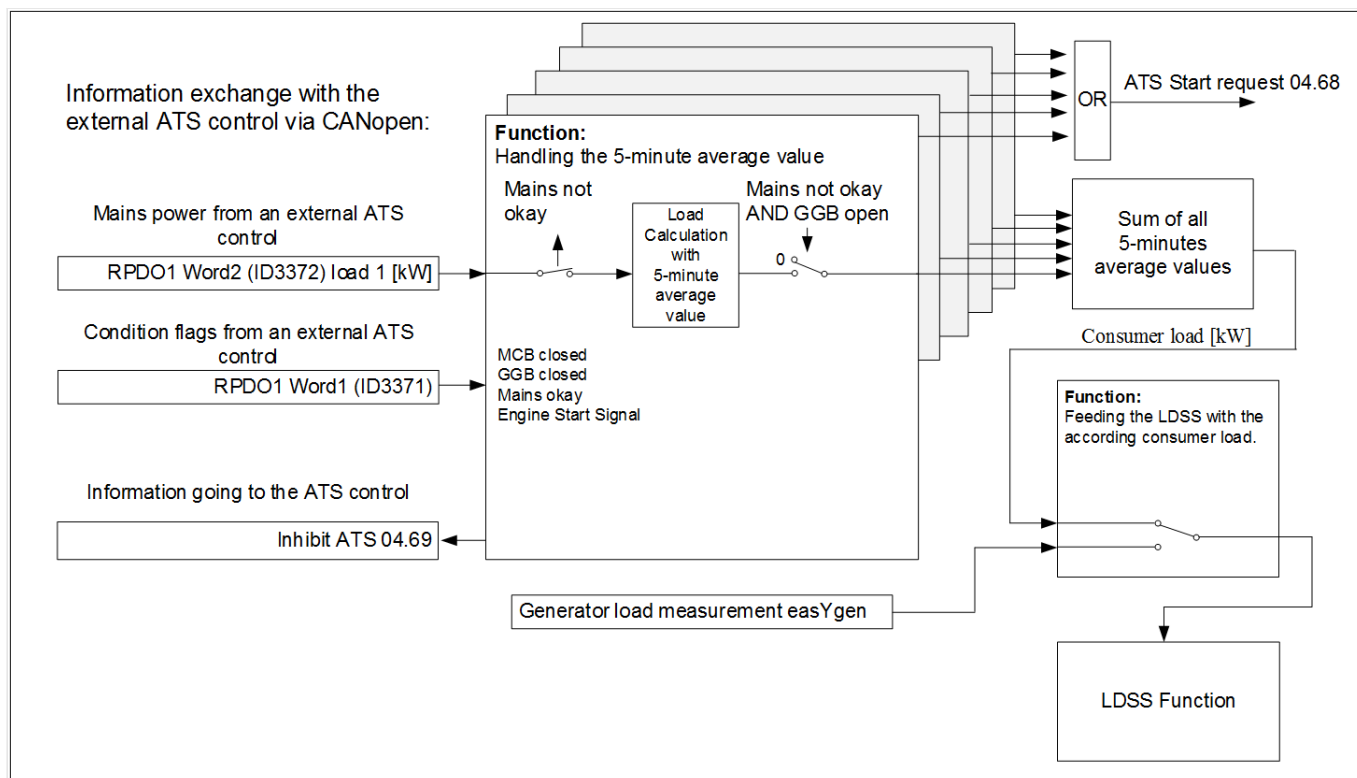 Information exchange with the
external ATS control via CANopen:
Mains power from an external ATS
control
RPDO1 Word2 (ID3372) load 1 [kW]
Condition flags from an external ATS
control
RPDO1 Word1 (ID3371)
Information going to the ATS control
Inhibit ATS 04.69
Function:
Handling the 5-minute average value
Mains not
okay
Load
Calculation
with
5-minute
average
value
Mains not okay
AND GGB open
0
MCB closed
GGB closed
Mains okay
Engine Start Signal
OR
ATS Start request 04.68
Sum of all
5-minutes
average values
Consumer load [kW]
Function:
Feeding the LDSS with the
according consumer load.
Generator load measurement easYgen
LDSS Function